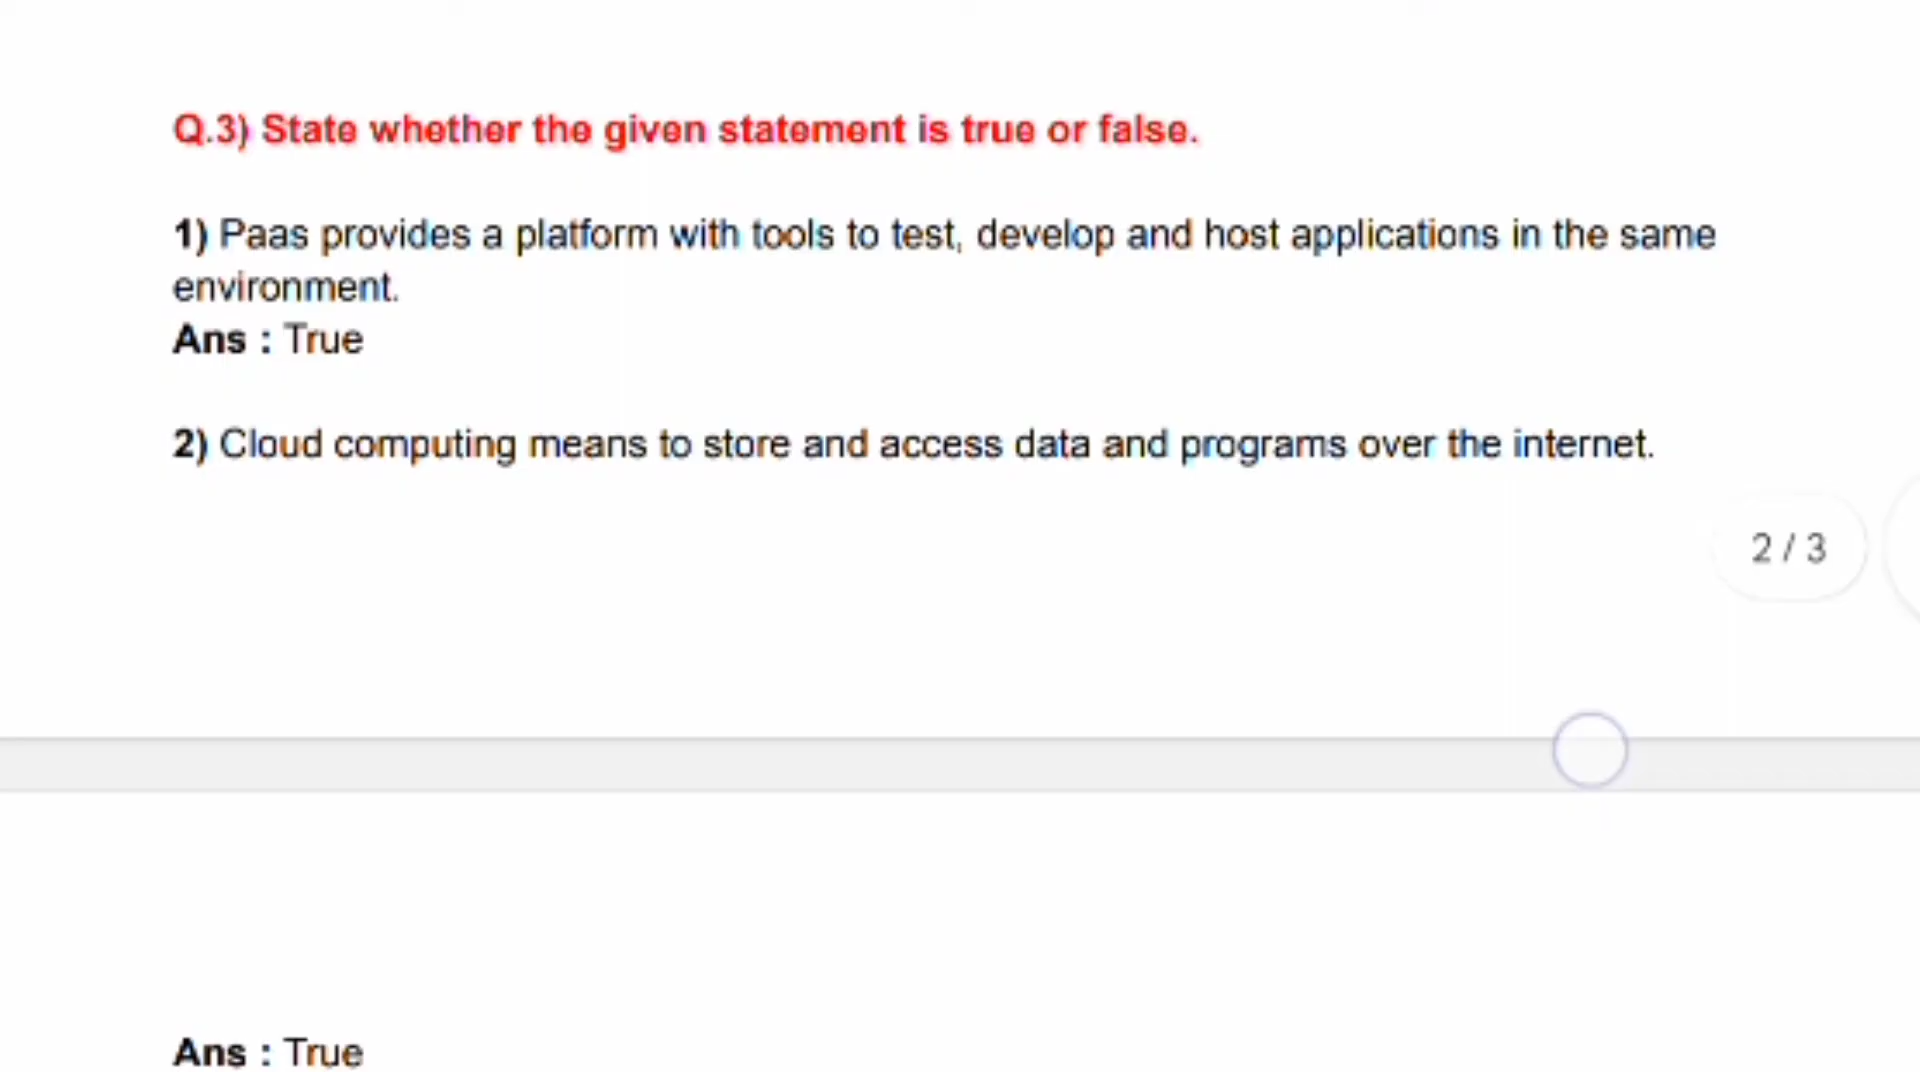 Q.3) State whether the given statement is true or false.
1) Paas provides a platform with tools to test, develop and host applications in the same
environment.
Ans : True
2) Cloud computing means to store and access data and programs over the internet.
2 / 3
Ans : True